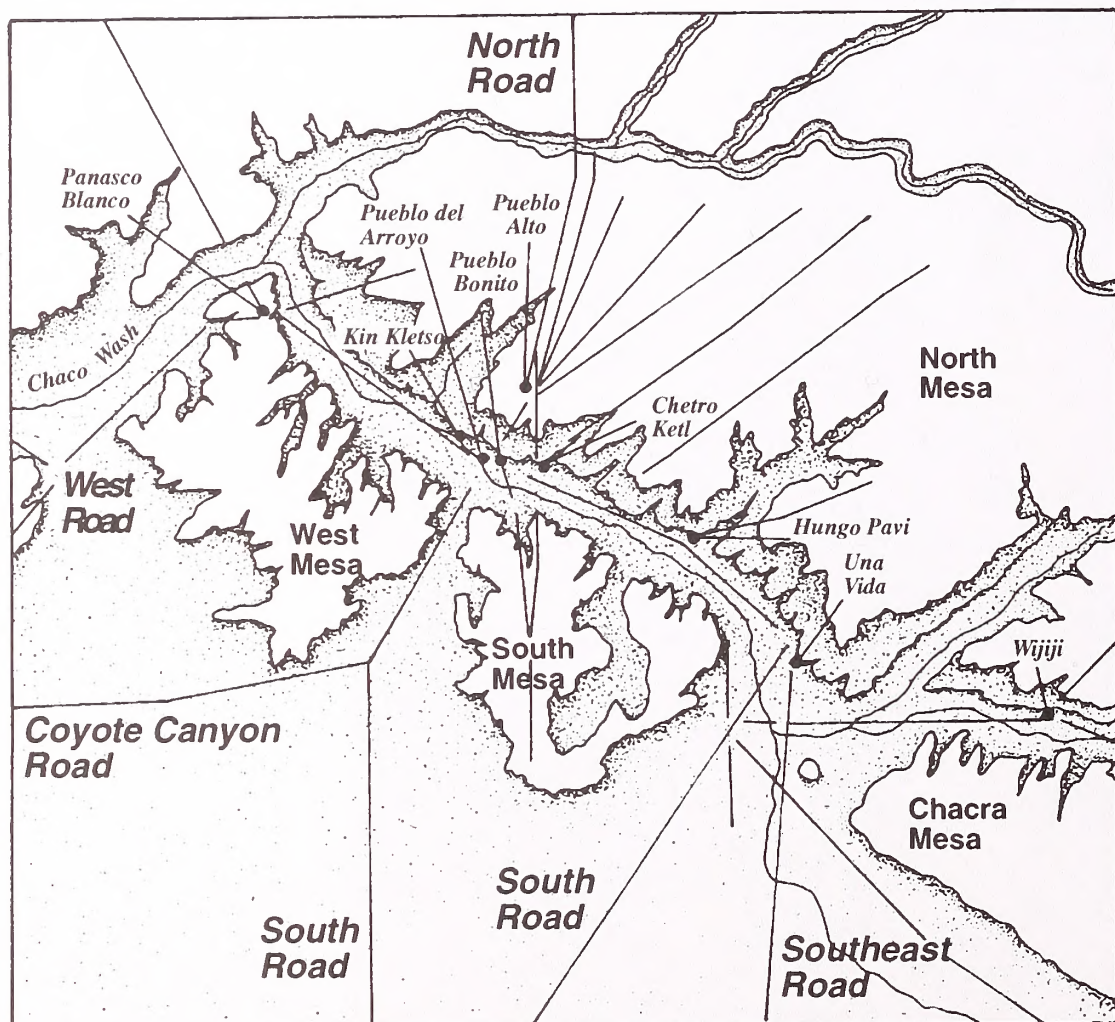 North
Road
Panasco
Blanco
Pueblo del
Arroyo
Pueblo
Alto
Pueblo
Bonito
Kin Kletso
Chaco Wash
North
Mesa
Chetro
Ketl
West
Road
West
Mesa
Hungo Pavi
Una
Vida
South
Mesa
Wijiji
Coyote Canyon
Road
Chacra
Mesa
South
Road
South
Road
Southeast
Road